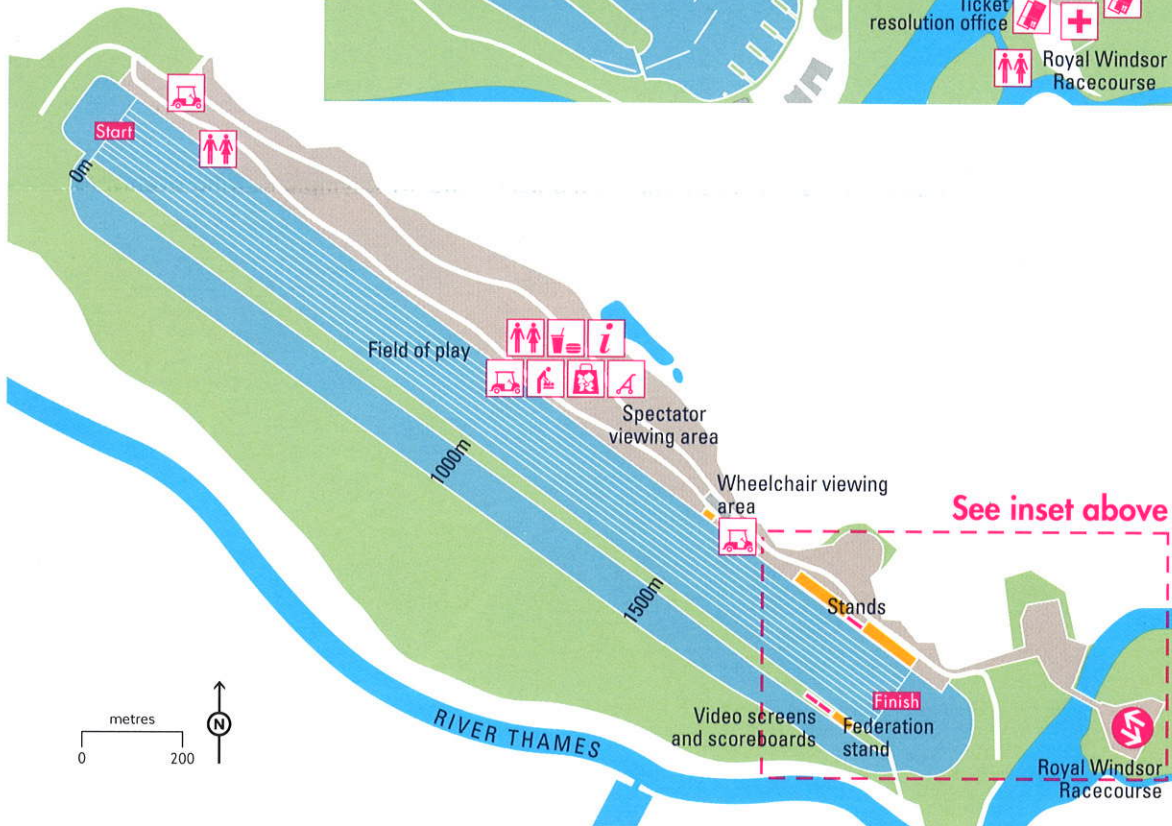 Ticket
resolution office
Royal Windsor
Racecourse
Start
0m
Field of play
i
Spectator
viewing area
1000m
Wheelchair viewing
area
See inset above
1500m
Stands
Finish
Video screens
and scoreboards
Federation
stand
RIVER THAMES
metres
0 200
N
Royal Windsor
Racecourse